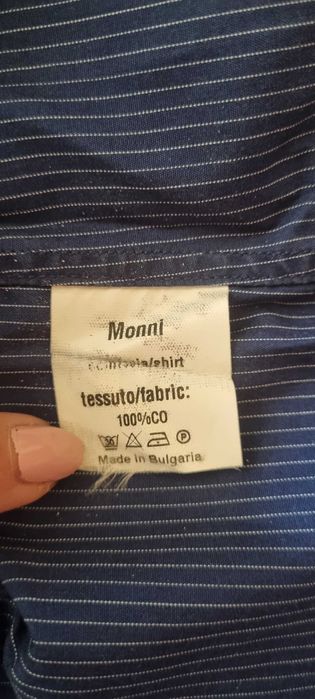 Monni
/shirt
tessuto/fabric:
100%CO
P
Made in Bulgaria